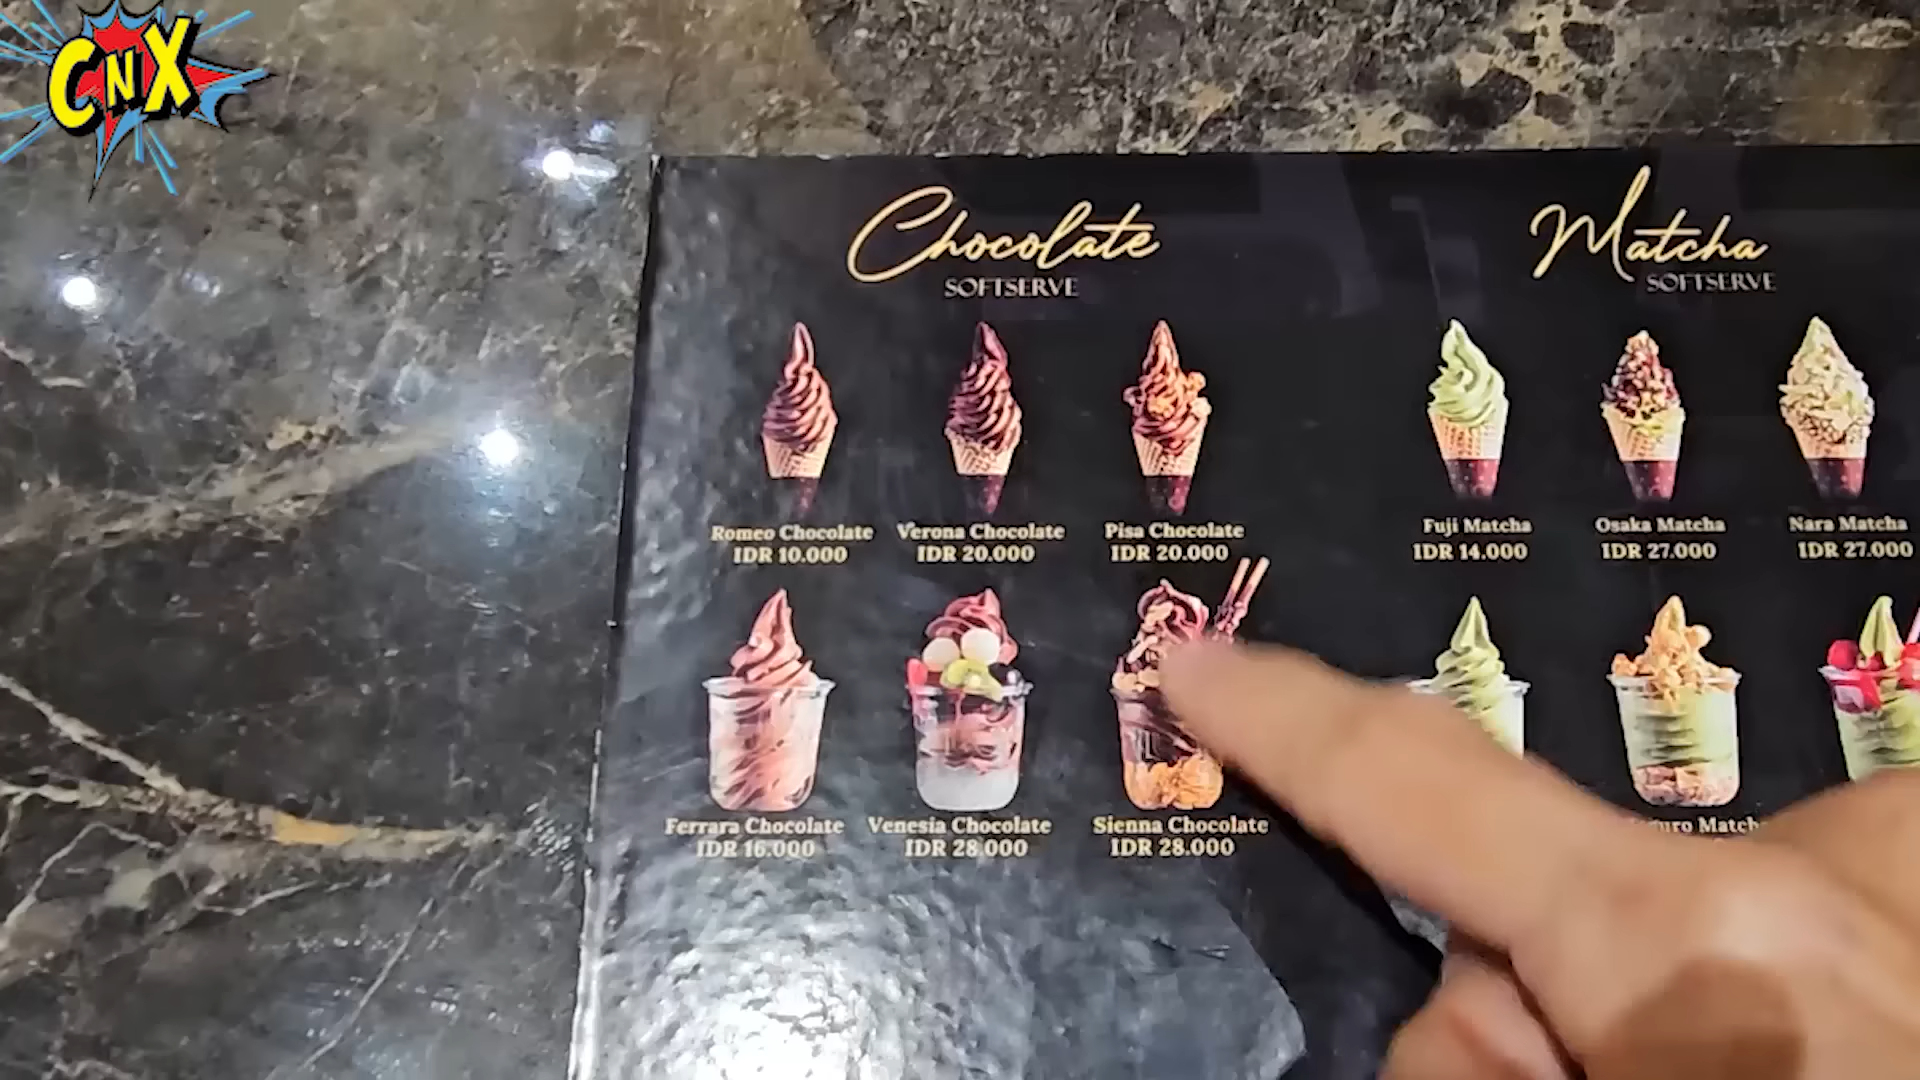 CNX
Chocolate
SOFTSERVE
Matcha
SOFTSERVE
Romeo Chocolate
IDR 10.000
Verona Chocolate
IDR 20.000
Pisa Chocolate
IDR 20.000
Fuji Matcha
IDR 14.000
Osaka Matcha
IDR 27.000
Nara Matcha
IDR 27.000
Ferrara Chocolate
IDR 16.000
Venesia Chocolate
IDR 28.000
Sienna Chocolate
IDR 28.000